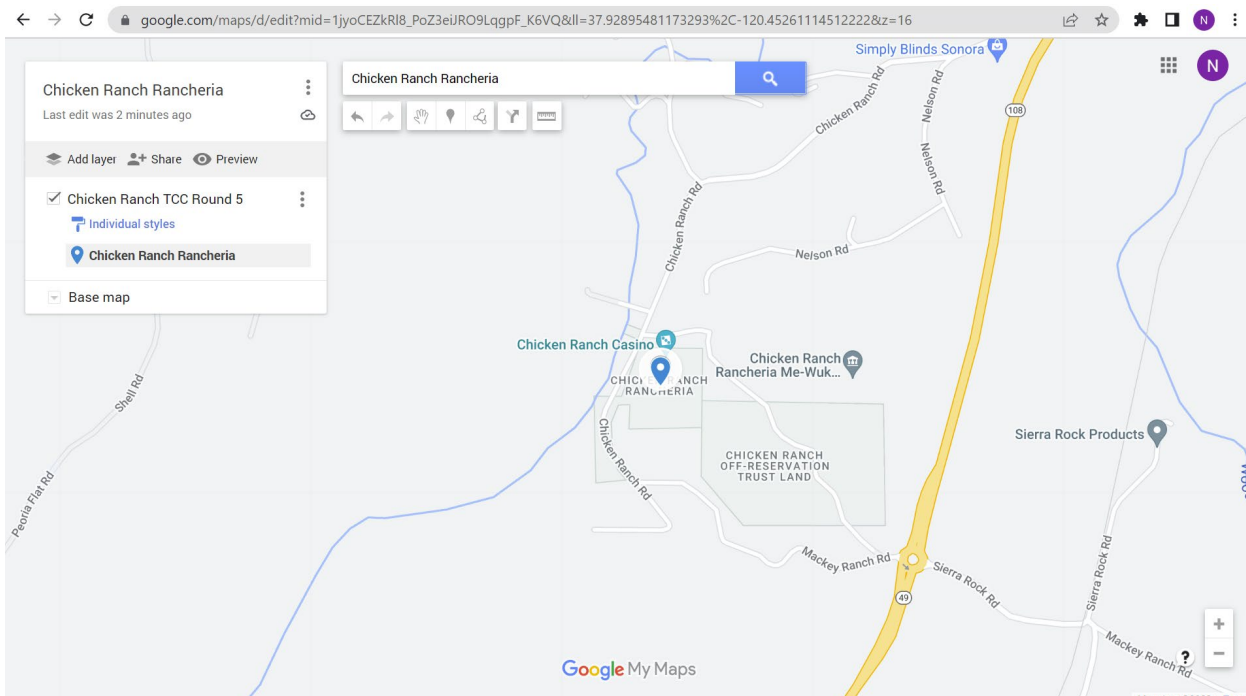 google.com/maps/d/edit?mid=1jyoCEZkRl8_PoZ3eiJRO9LqgpF_K6VQ&ll=37.92895481173293%2C-120.45261114512222&z=16
N
Chicken Ranch Rancheria
Last edit was 2 minutes ago
Add layer Share Preview
Chicken Ranch TCC Round 5
Individual styles
Chicken Ranch Rancheria
Base map
Chicken Ranch Rancheria
N
Simply Blinds Sonora
Chicken Ranch Rd
Nelson Rd
108
Nelson Rd
Chicken Ranch Rd
Nelson Rd
Chicken Ranch Casino
Chicken Ranch
Rancheria Me-Wuk...
RANCHERIA
Shell Rd
Chicken Ranch Rd
CHICKEN RANCH
OFF-RESERVATION
TRUST LAND
Sierra Rock Products
Peoria Flat Rd
Mackey Ranch Rd
Sierra Rock Rd
Sierra Rock Rd
49
Mackey Ranch Rd
+
?
−
Google My Maps